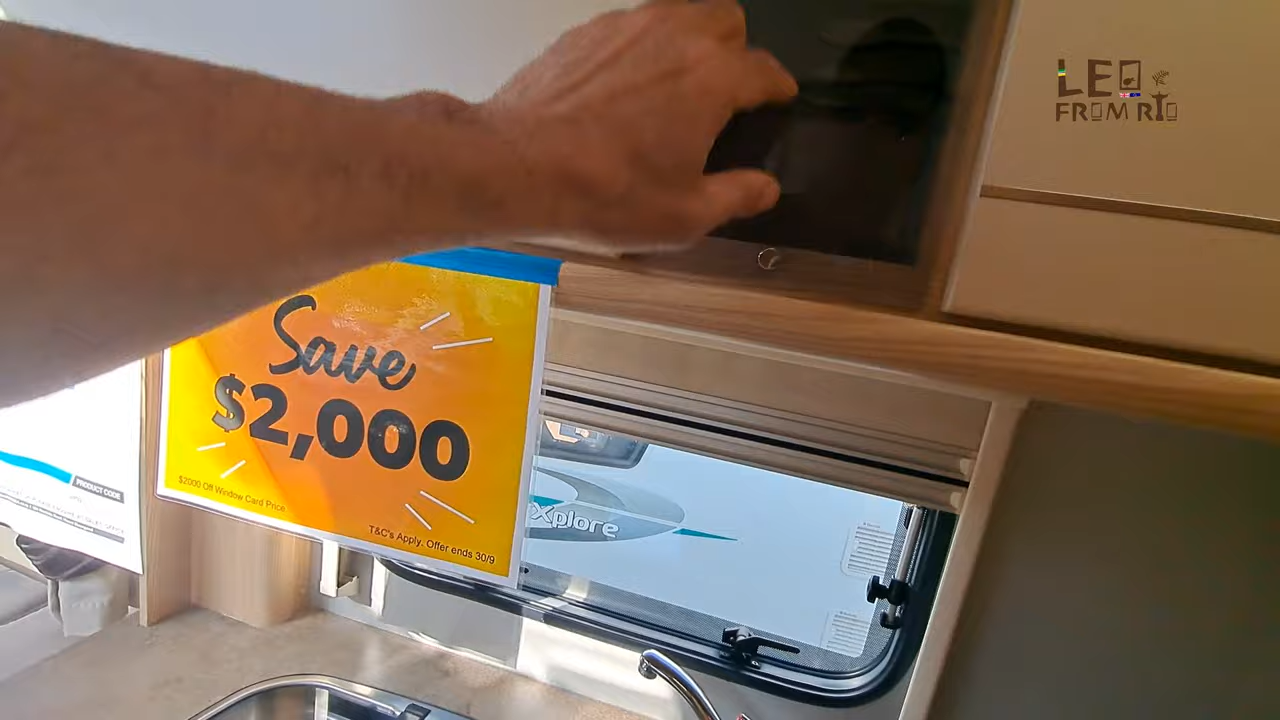 LEO
FROM RIO
Save
$2,000
$2000 Off Window Card Price
T&C's Apply. Offer ends 30/9
PRODUCT CODE
Xplore